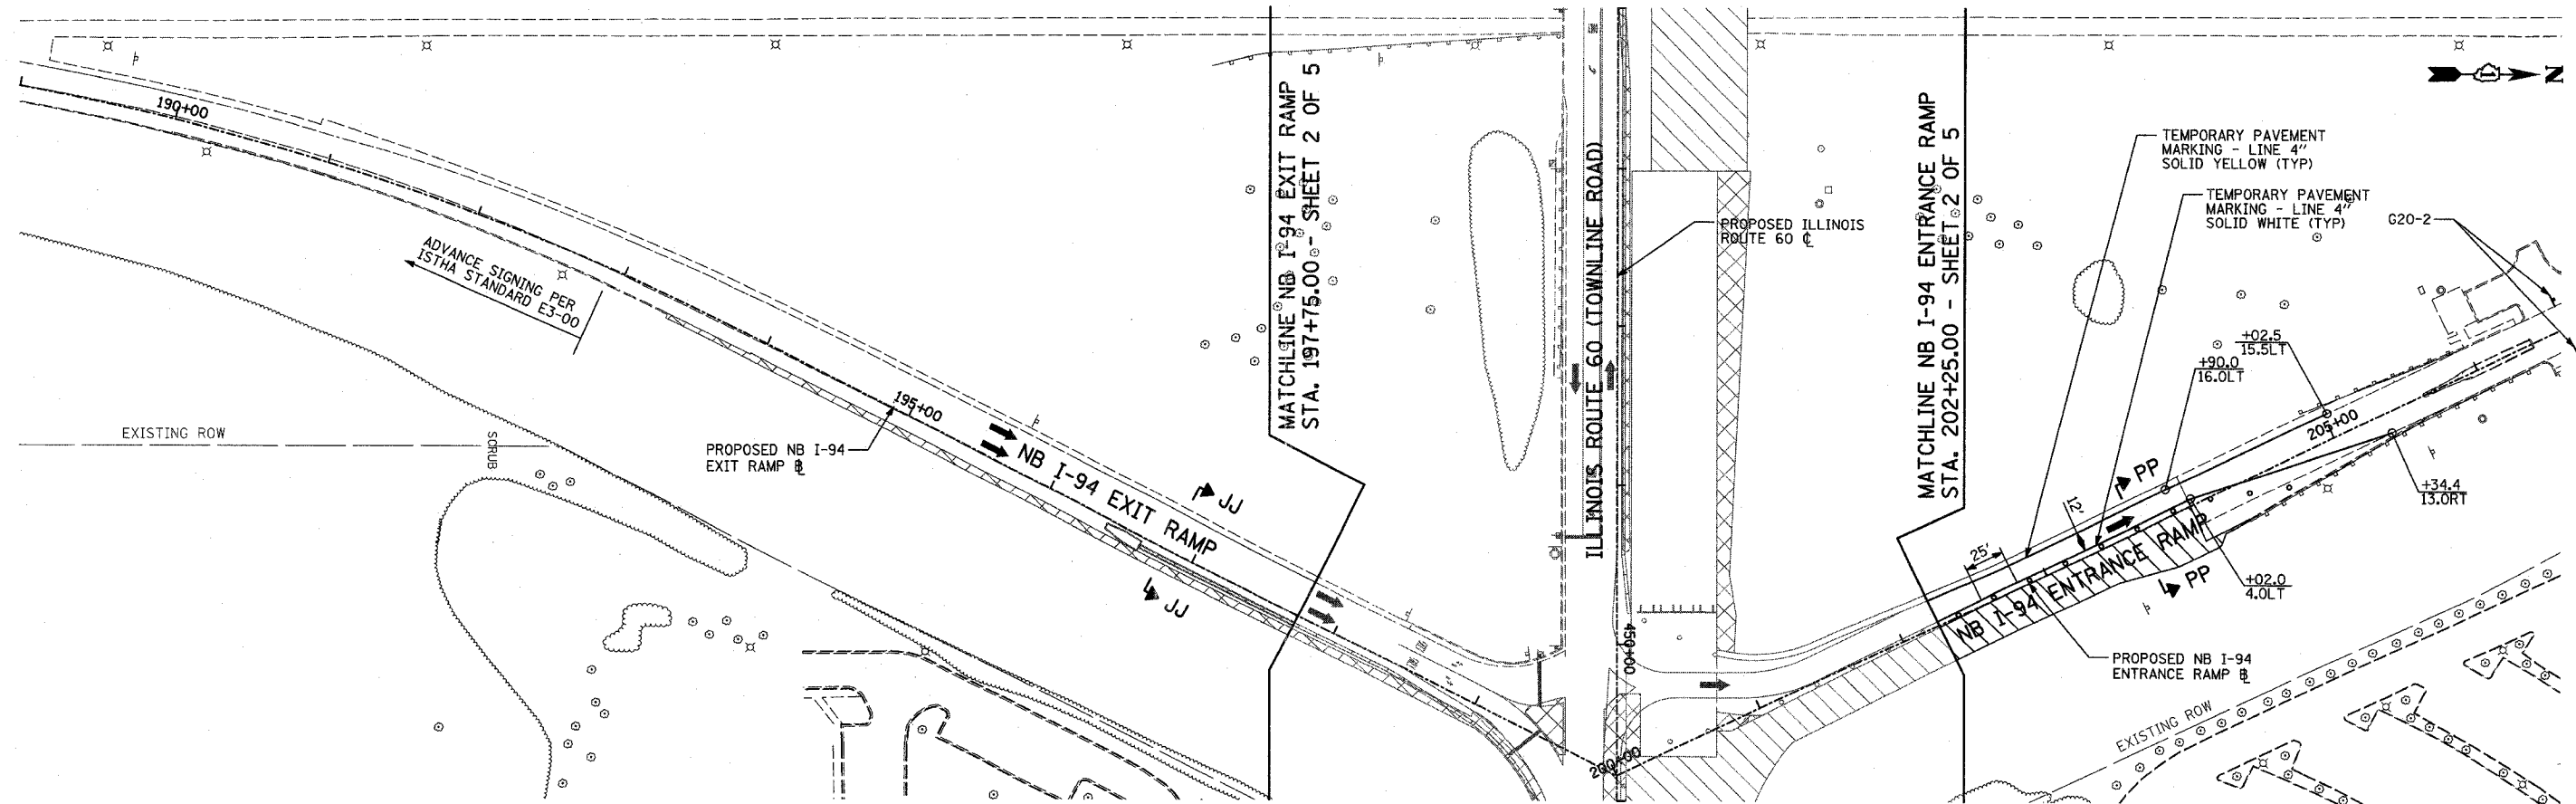 190+00
ADVANCE SIGNING PER
ISTHA STANDARD E3-00
EXISTING ROW
SCRUB
195+00
PROPOSED NB I-94
EXIT RAMP ⅊
NB I-94 EXIT RAMP
JJ
JJ
MATCHLINE NB I-94 EXIT RAMP
STA. 197+75.00 - SHEET 2 OF 5
ILLINOIS ROUTE 60 (TOWNLINE ROAD)
PROPOSED ILLINOIS
ROUTE 60 ℄
450+00
200+00
MATCHLINE NB I-94 ENTRANCE RAMP
STA. 202+25.00 - SHEET 2 OF 5
N
TEMPORARY PAVEMENT
MARKING - LINE 4"
SOLID YELLOW (TYP)
TEMPORARY PAVEMENT
MARKING - LINE 4"
SOLID WHITE (TYP)
G20-2
+02.5
15.5LT
+90.0
16.0LT
205+00
+34.4
13.0RT
PP
12'
25'
NB I-94 ENTRANCE RAMP
PP
+02.0
4.0LT
PROPOSED NB I-94
ENTRANCE RAMP ⅊
EXISTING ROW